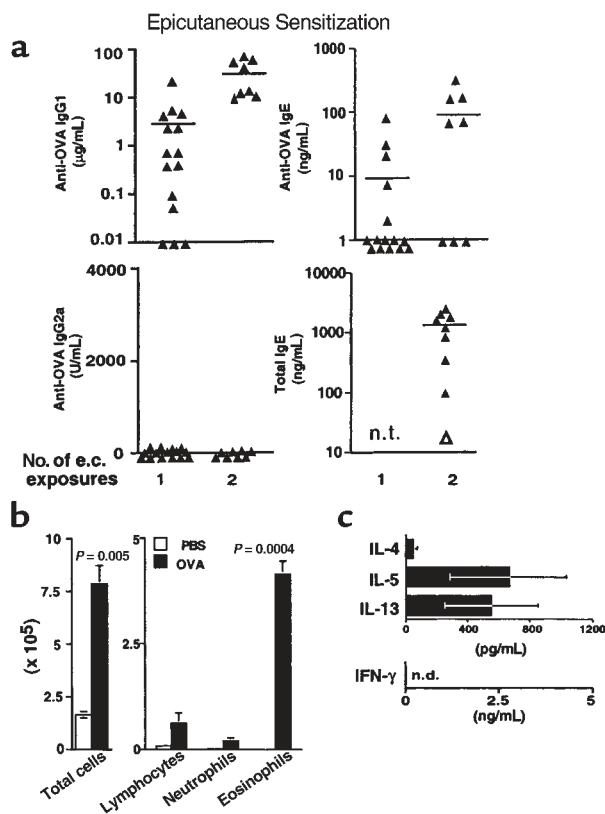 Epicutaneous Sensitization
a
Anti-OVA IgG1
(µg/mL)
100
10
1
0.1
0.01
Anti-OVA IgE
(ng/mL)
1000
100
10
1
Anti-OVA IgG2a
(U/mL)
4000
2000
0
Total IgE
(ng/mL)
10000
1000
100
10
n.t.
No. of e.c.
exposures
1 2
1 2
b
(x 10⁵)
10
7.5
5
2.5
0
P = 0.005
5
2.5
0
PBS
OVA
P = 0.0004
Total cells
Lymphocytes
Neutrophils
Eosinophils
c
IL-4
IL-5
IL-13
0 400 800 1200
(pg/mL)
IFN-γ
n.d.
0 2.5 5
(ng/mL)